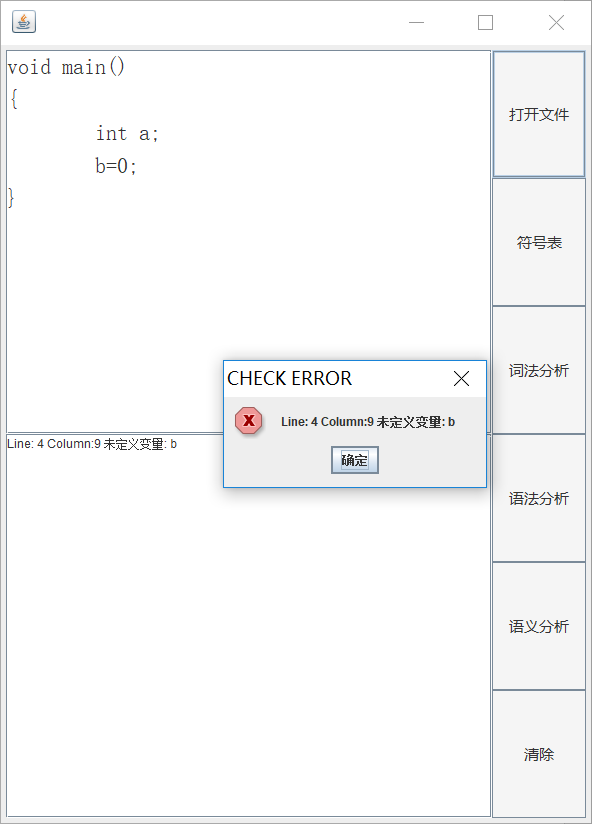 void main()
{
int a;
b=0;
}
打开文件
符号表
词法分析
语法分析
语义分析
清除
CHECK ERROR
Line: 4 Column:9 未定义变量: b
确定
Line: 4 Column:9 未定义变量: b